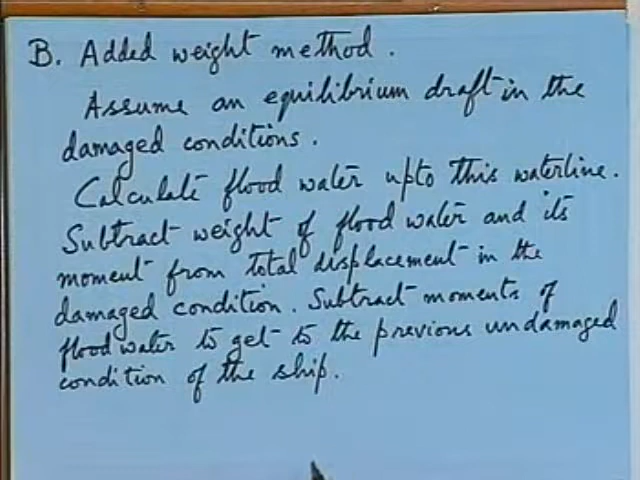 B. Added weight method.
Assume an equilibrium draft in the
damaged conditions.
Calculate flood water upto this waterline.
Subtract weight of flood water and its
moment from total displacement in the
damaged condition. Subtract moments of
flood water to get to the previous undamaged
condition of the ship.